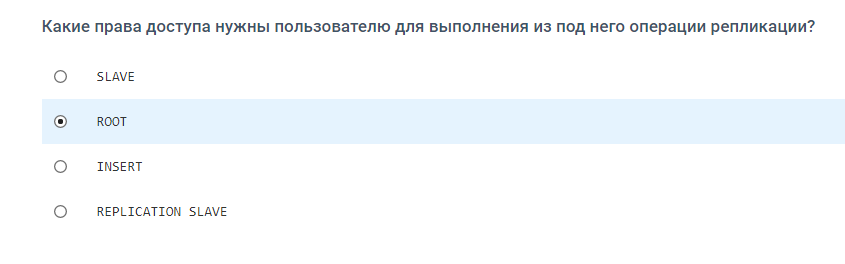 Какие права доступа нужны пользователю для выполнения из под него операции репликации?
SLAVE
ROOT
INSERT
REPLICATION SLAVE